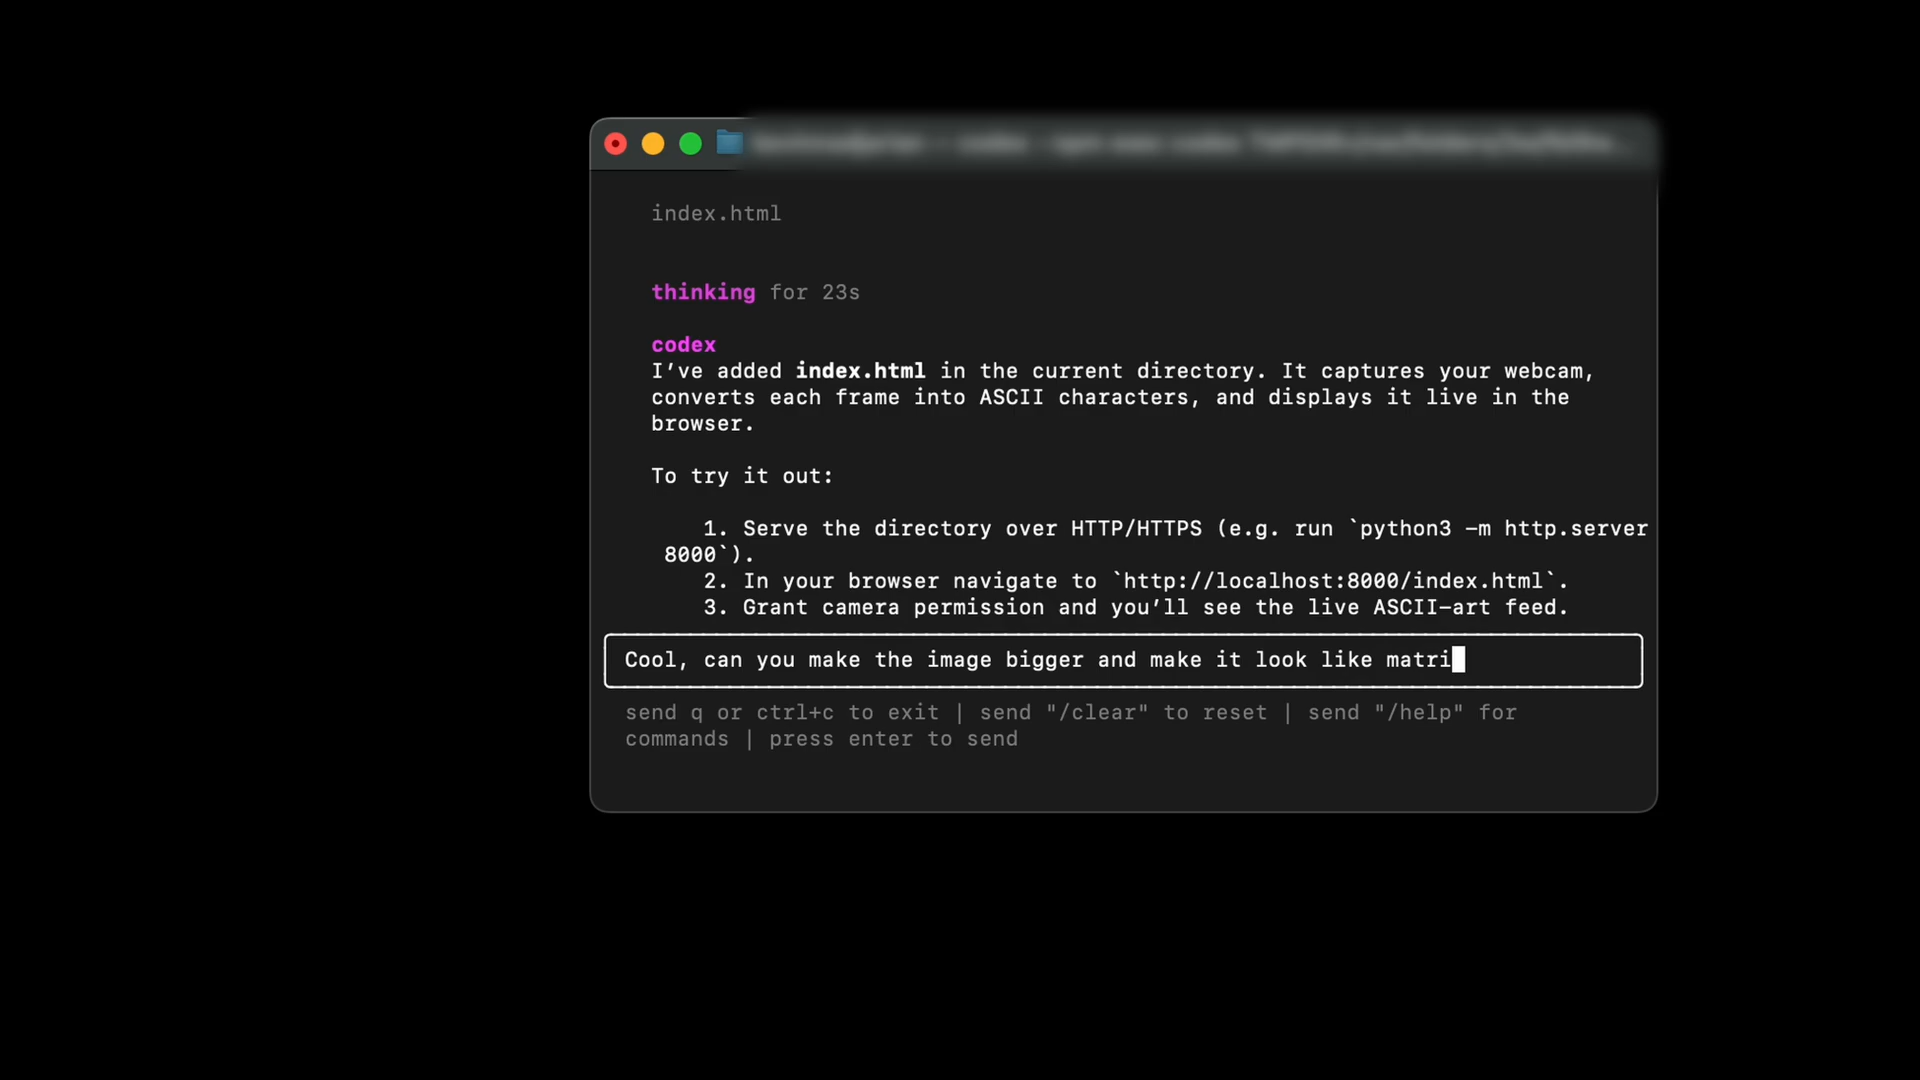 index.html
thinking for 23s
codex
I’ve added index.html in the current directory. It captures your webcam,
converts each frame into ASCII characters, and displays it live in the
browser.
To try it out:
1. Serve the directory over HTTP/HTTPS (e.g. run `python3 -m http.server
8000`).
2. In your browser navigate to `http://localhost:8000/index.html`.
3. Grant camera permission and you’ll see the live ASCII-art feed.
Cool, can you make the image bigger and make it look like matri
send q or ctrl+c to exit | send "/clear" to reset | send "/help" for
commands | press enter to send